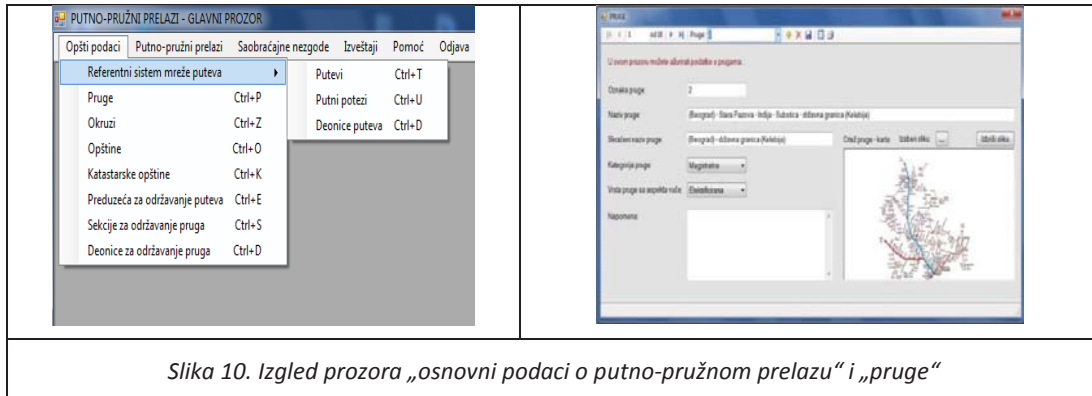 PUTNO-PRUŽNI PRELAZI - GLAVNI PROZOR
Opšti podaci Putno-pružni prelazi Saobraćajne nezgode Izveštaji Pomoć Odjava
Referentni sistem mreže puteva
Pruge Ctrl+P
Okruzi Ctrl+Z
Opštine Ctrl+O
Katastarske opštine Ctrl+K
Preduzeća za održavanje puteva Ctrl+E
Sekcije za održavanje pruga Ctrl+S
Deonice za održavanje pruga Ctrl+D
Putevi Ctrl+T
Putni potezi Ctrl+U
Deonice puteva Ctrl+D
PRUGE
1 Pruge
U ovom prozoru možete ažurirati podatke o prugama.
Oznaka pruge 2
Naziv pruge (Beograd) - Stara Pazova - Inđija - Subotica - državna granica (Kelebija)
Skraćeni naziv pruge (Beograd) - državna granica (Kelebija)
Crtež pruge - karta Izaberi sliku ... Izbriši sliku
Kategorija pruge Magistralna
Vrsta pruge sa aspekta vuče Elektrificirana
Napomena
Slika 10. Izgled prozora „osnovni podaci o putno-pružnom prelazu“ i „pruge“